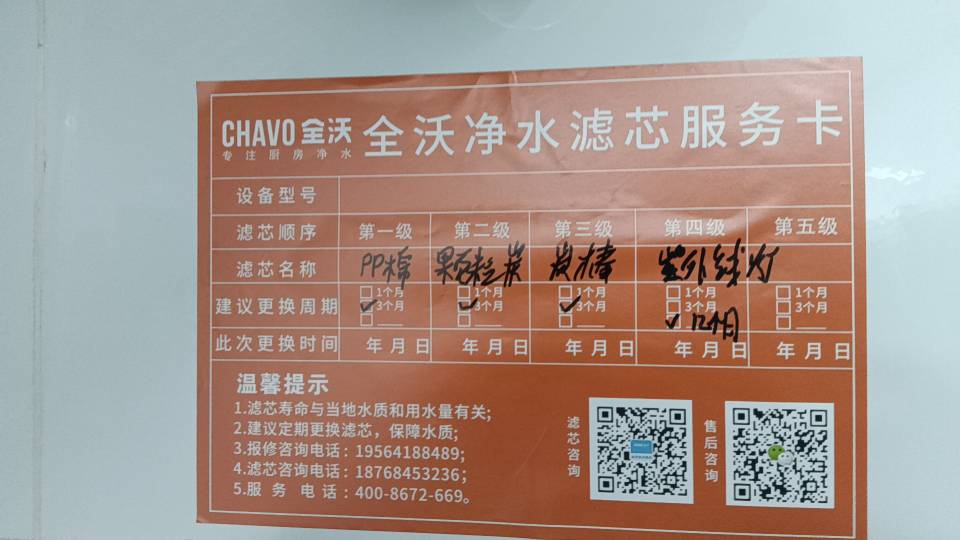 CHAVO 全沃
专注厨房净水
全沃净水滤芯服务卡
设备型号
滤芯顺序 第一级 第二级 第三级 第四级 第五级
滤芯名称 PP棉 颗粒炭 炭棒 紫外线灯
建议更换周期 □1个月 □1个月 □1个月 □1个月 □1个月
✓3个月 ✓3个月 ✓3个月 □3个月 □3个月
□___ □___ □___ ✓12个月 □___
此次更换时间 年月日 年月日 年月日 年月日 年月日
温馨提示
1.滤芯寿命与当地水质和用水量有关;
2.建议定期更换滤芯，保障水质;
3.报修咨询电话：19564188489;
4.滤芯咨询电话：18768453236;
5.服务电话：400-8672-669。
滤芯咨询
售后咨询